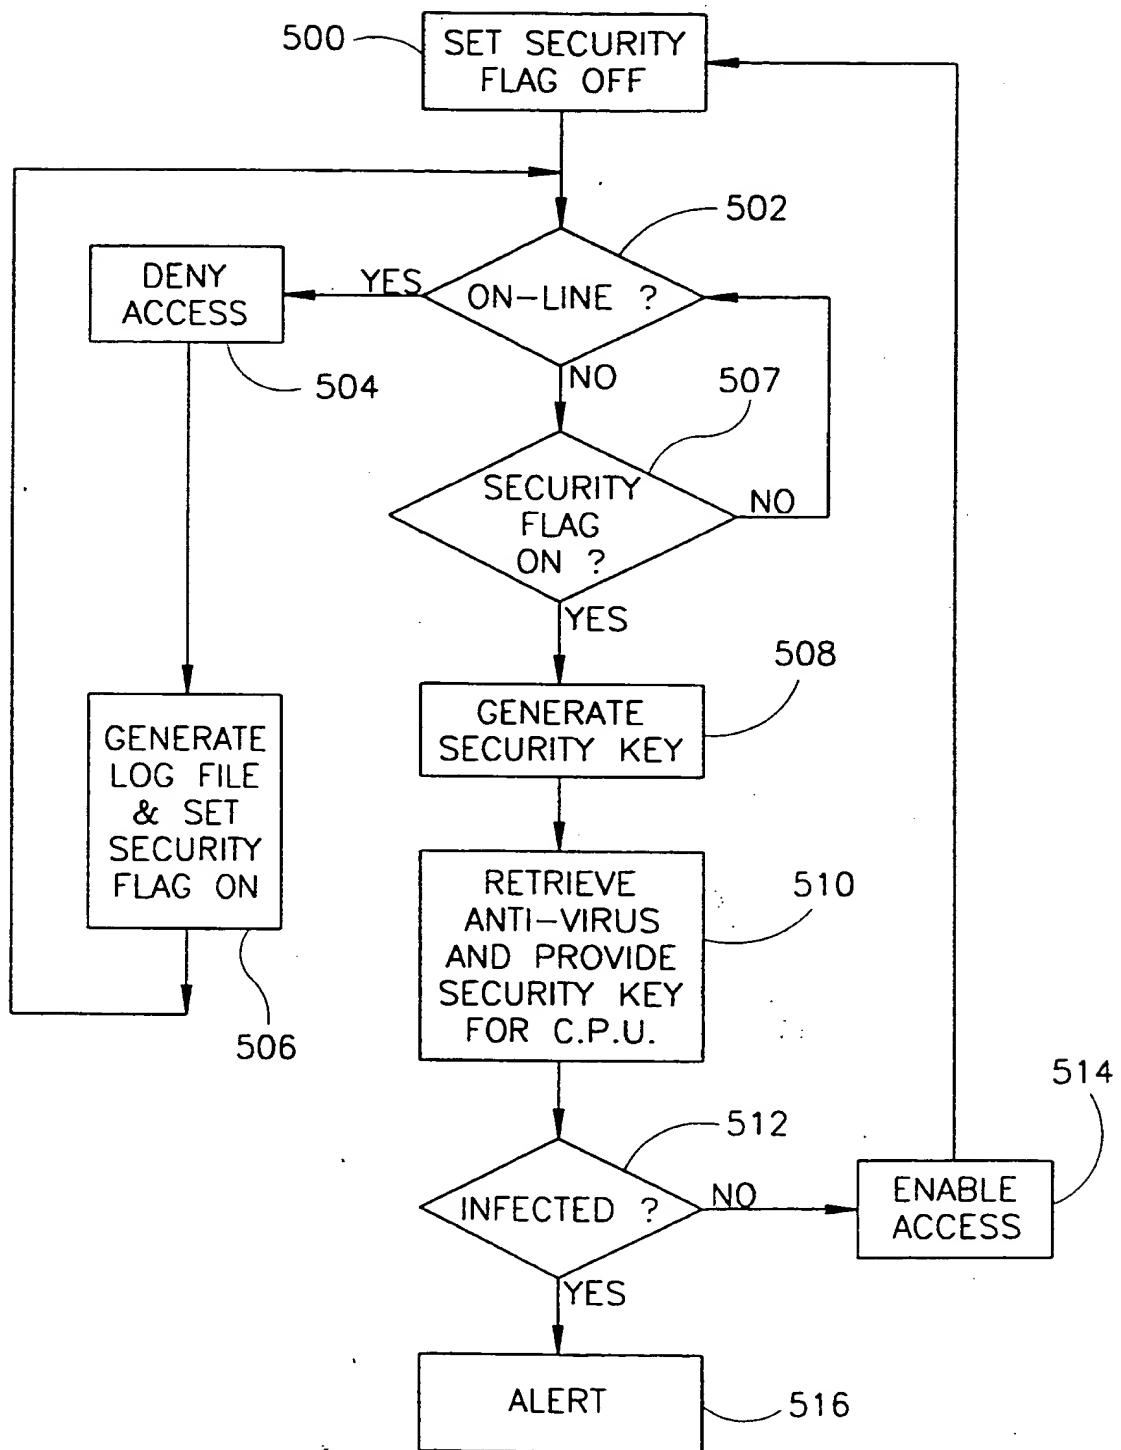 500
SET SECURITY
FLAG OFF
502
DENY
ACCESS
YES
ON-LINE ?
504
NO
507
SECURITY
FLAG
ON ?
NO
YES
508
GENERATE
SECURITY KEY
GENERATE
LOG FILE
& SET
SECURITY
FLAG ON
506
RETRIEVE
ANTI-VIRUS
AND PROVIDE
SECURITY KEY
FOR C.P.U.
510
512
514
INFECTED ?
NO
ENABLE
ACCESS
YES
ALERT
516